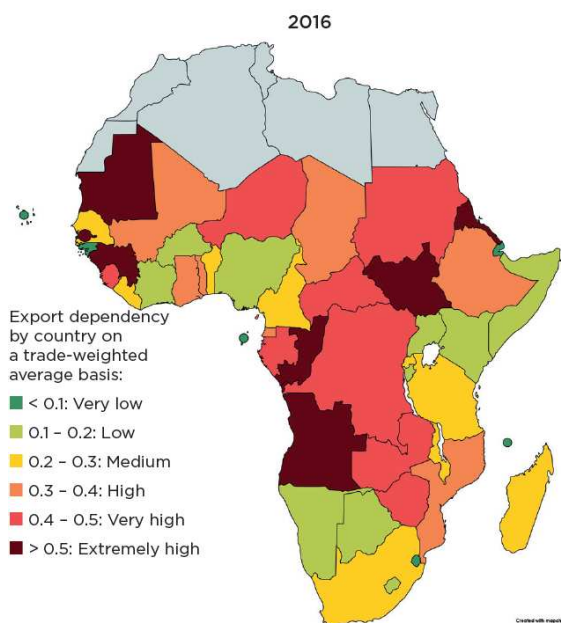 2016
Export dependency
by country on
a trade-weighted
average basis:
< 0.1: Very low
0.1 – 0.2: Low
0.2 – 0.3: Medium
0.3 – 0.4: High
0.4 – 0.5: Very high
> 0.5: Extremely high
Created with